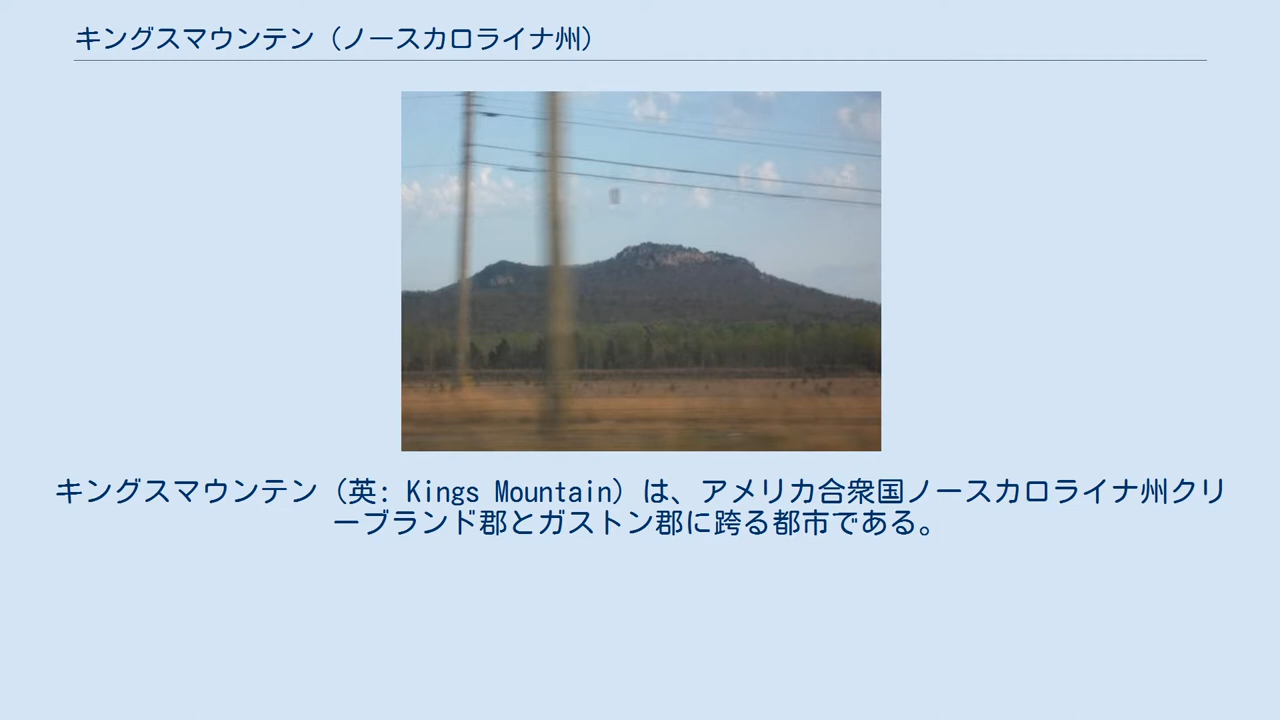 キングスマウンテン（ノースカロライナ州）
キングスマウンテン（英: Kings Mountain）は、アメリカ合衆国ノースカロライナ州クリ
ーブランド郡とガストン郡に跨る都市である。